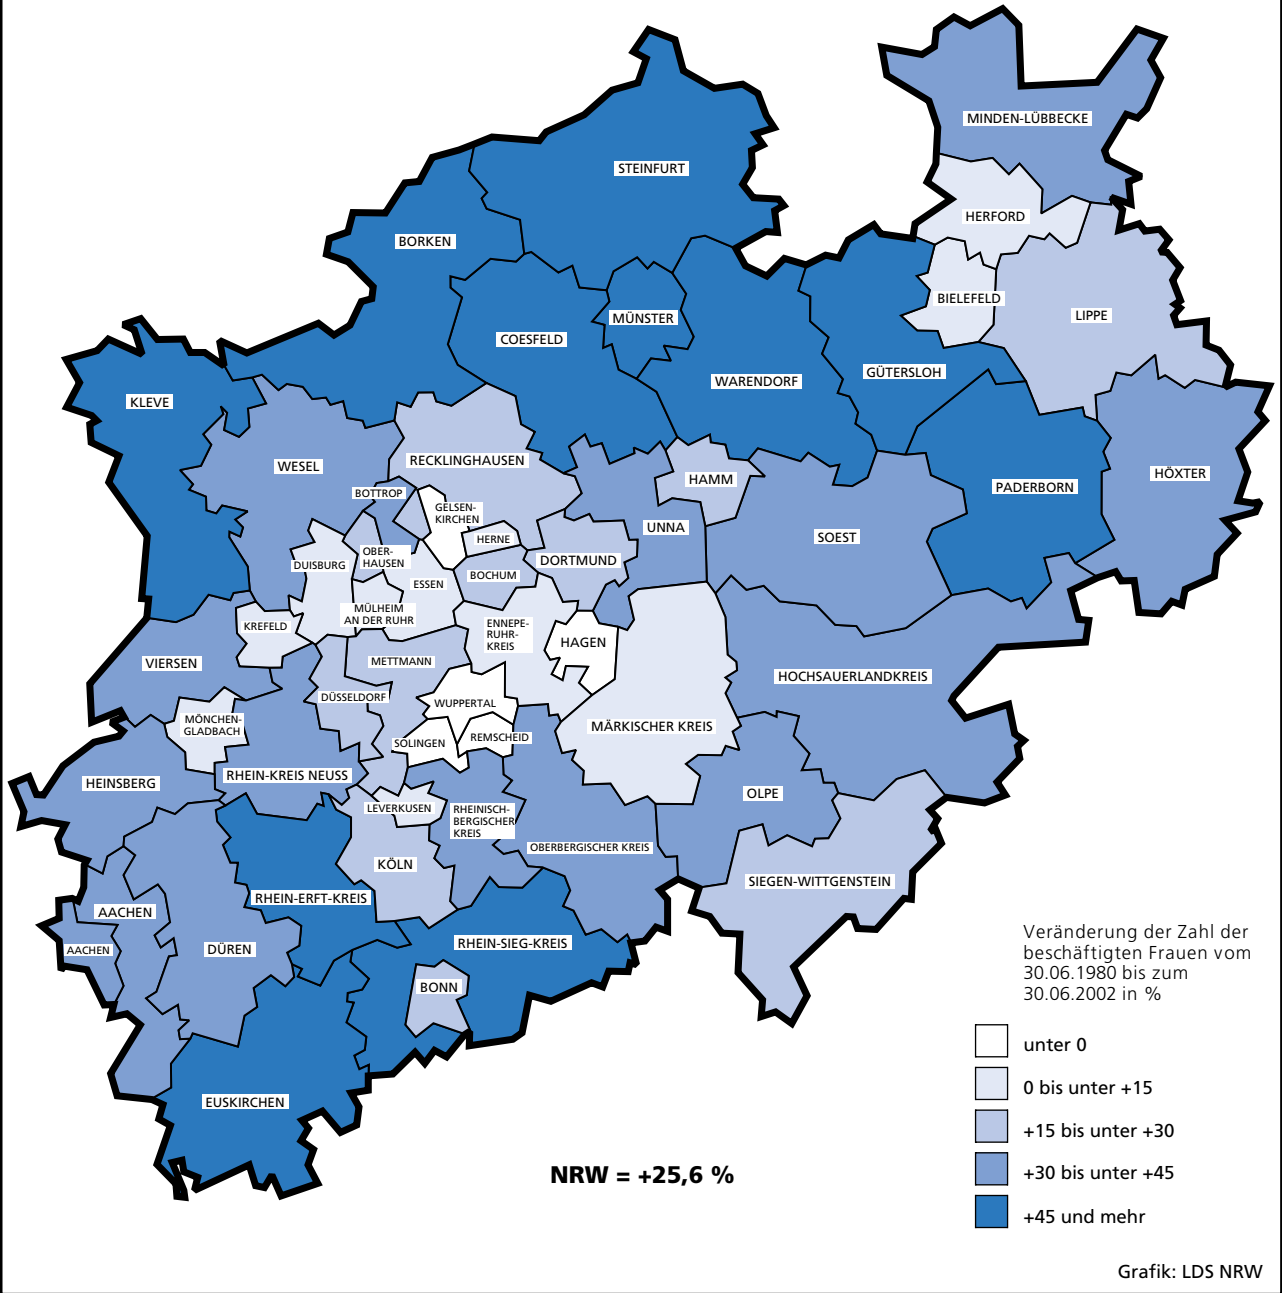 MINDEN-LÜBBECKE
STEINFURT
HERFORD
BORKEN
BIELEFELD
LIPPE
MÜNSTER
COESFELD
GÜTERSLOH
WARENDORF
KLEVE
RECKLINGHAUSEN
WESEL
HÖXTER
HAMM
PADERBORN
BOTTROP
GELSEN-
KIRCHEN
UNNA
SOEST
HERNE
OBER-
HAUSEN
DORTMUND
DUISBURG
BOCHUM
ESSEN
MÜLHEIM
AN DER RUHR
KREFELD
ENNEPE-
RUHR-
KREIS
HAGEN
METTMANN
VIERSEN
HOCHSAUERLANDKREIS
DÜSSELDORF
WUPPERTAL
MÖNCHEN-
GLADBACH
MÄRKISCHER KREIS
SOLINGEN
REMSCHEID
RHEIN-KREIS NEUSS
HEINSBERG
OLPE
LEVERKUSEN
RHEINISCH-
BERGISCHER
KREIS
OBERBERGISCHER KREIS
KÖLN
SIEGEN-WITTGENSTEIN
RHEIN-ERFT-KREIS
AACHEN
RHEIN-SIEG-KREIS
AACHEN
DÜREN
BONN
EUSKIRCHEN
Veränderung der Zahl der
beschäftigten Frauen vom
30.06.1980 bis zum
30.06.2002 in %
unter 0
0 bis unter +15
+15 bis unter +30
+30 bis unter +45
+45 und mehr
NRW = +25,6 %
Grafik: LDS NRW